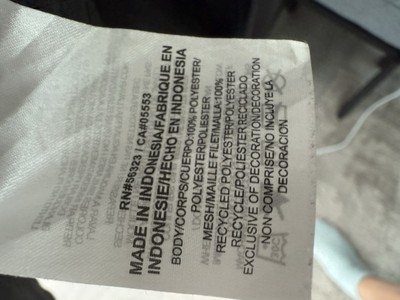 RN#56323 | CA#05553
MADE IN INDONESIA/FABRIQUE EN
INDONESIE/HECHO EN INDONESIA
BODY/CORPS/CUERPO:100% POLYESTER/
POLYESTER/POLIESTER
MESH/MAILLE FILET/MALLA:100%
RECYCLED POLYESTER/POLYESTER
RECYCLE/POLIESTER RECICLADO
EXCLUSIVE OF DECORATION/DECORATION
NON COMPRISE/NO INCLUYE LA
DECORACION